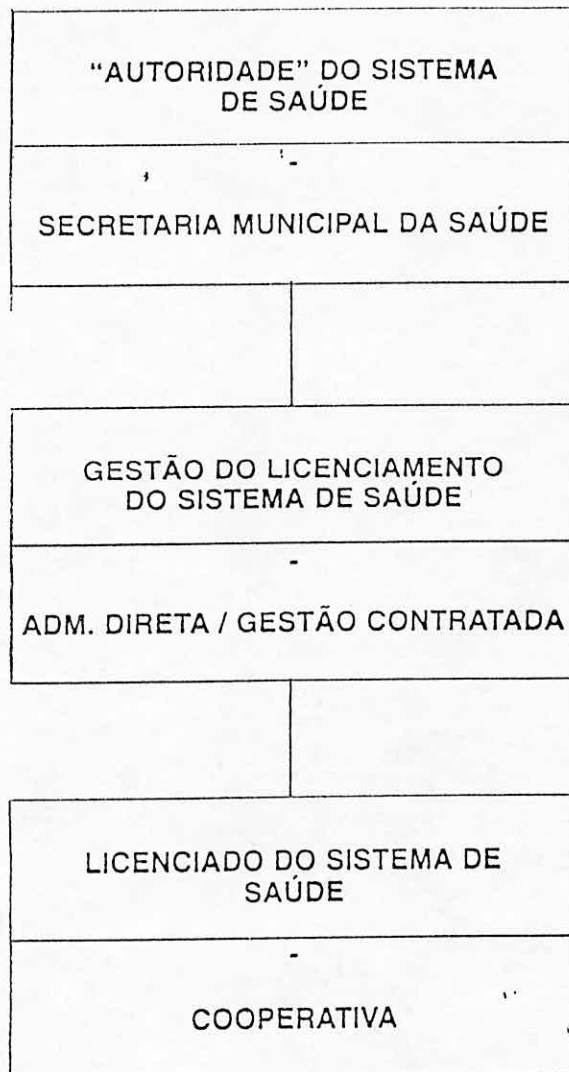 “AUTORIDADE” DO SISTEMA
DE SAÚDE
-
SECRETARIA MUNICIPAL DA SAÚDE
GESTÃO DO LICENCIAMENTO
DO SISTEMA DE SAÚDE
-
ADM. DIRETA / GESTÃO CONTRATADA
LICENCIADO DO SISTEMA DE
SAÚDE
-
COOPERATIVA